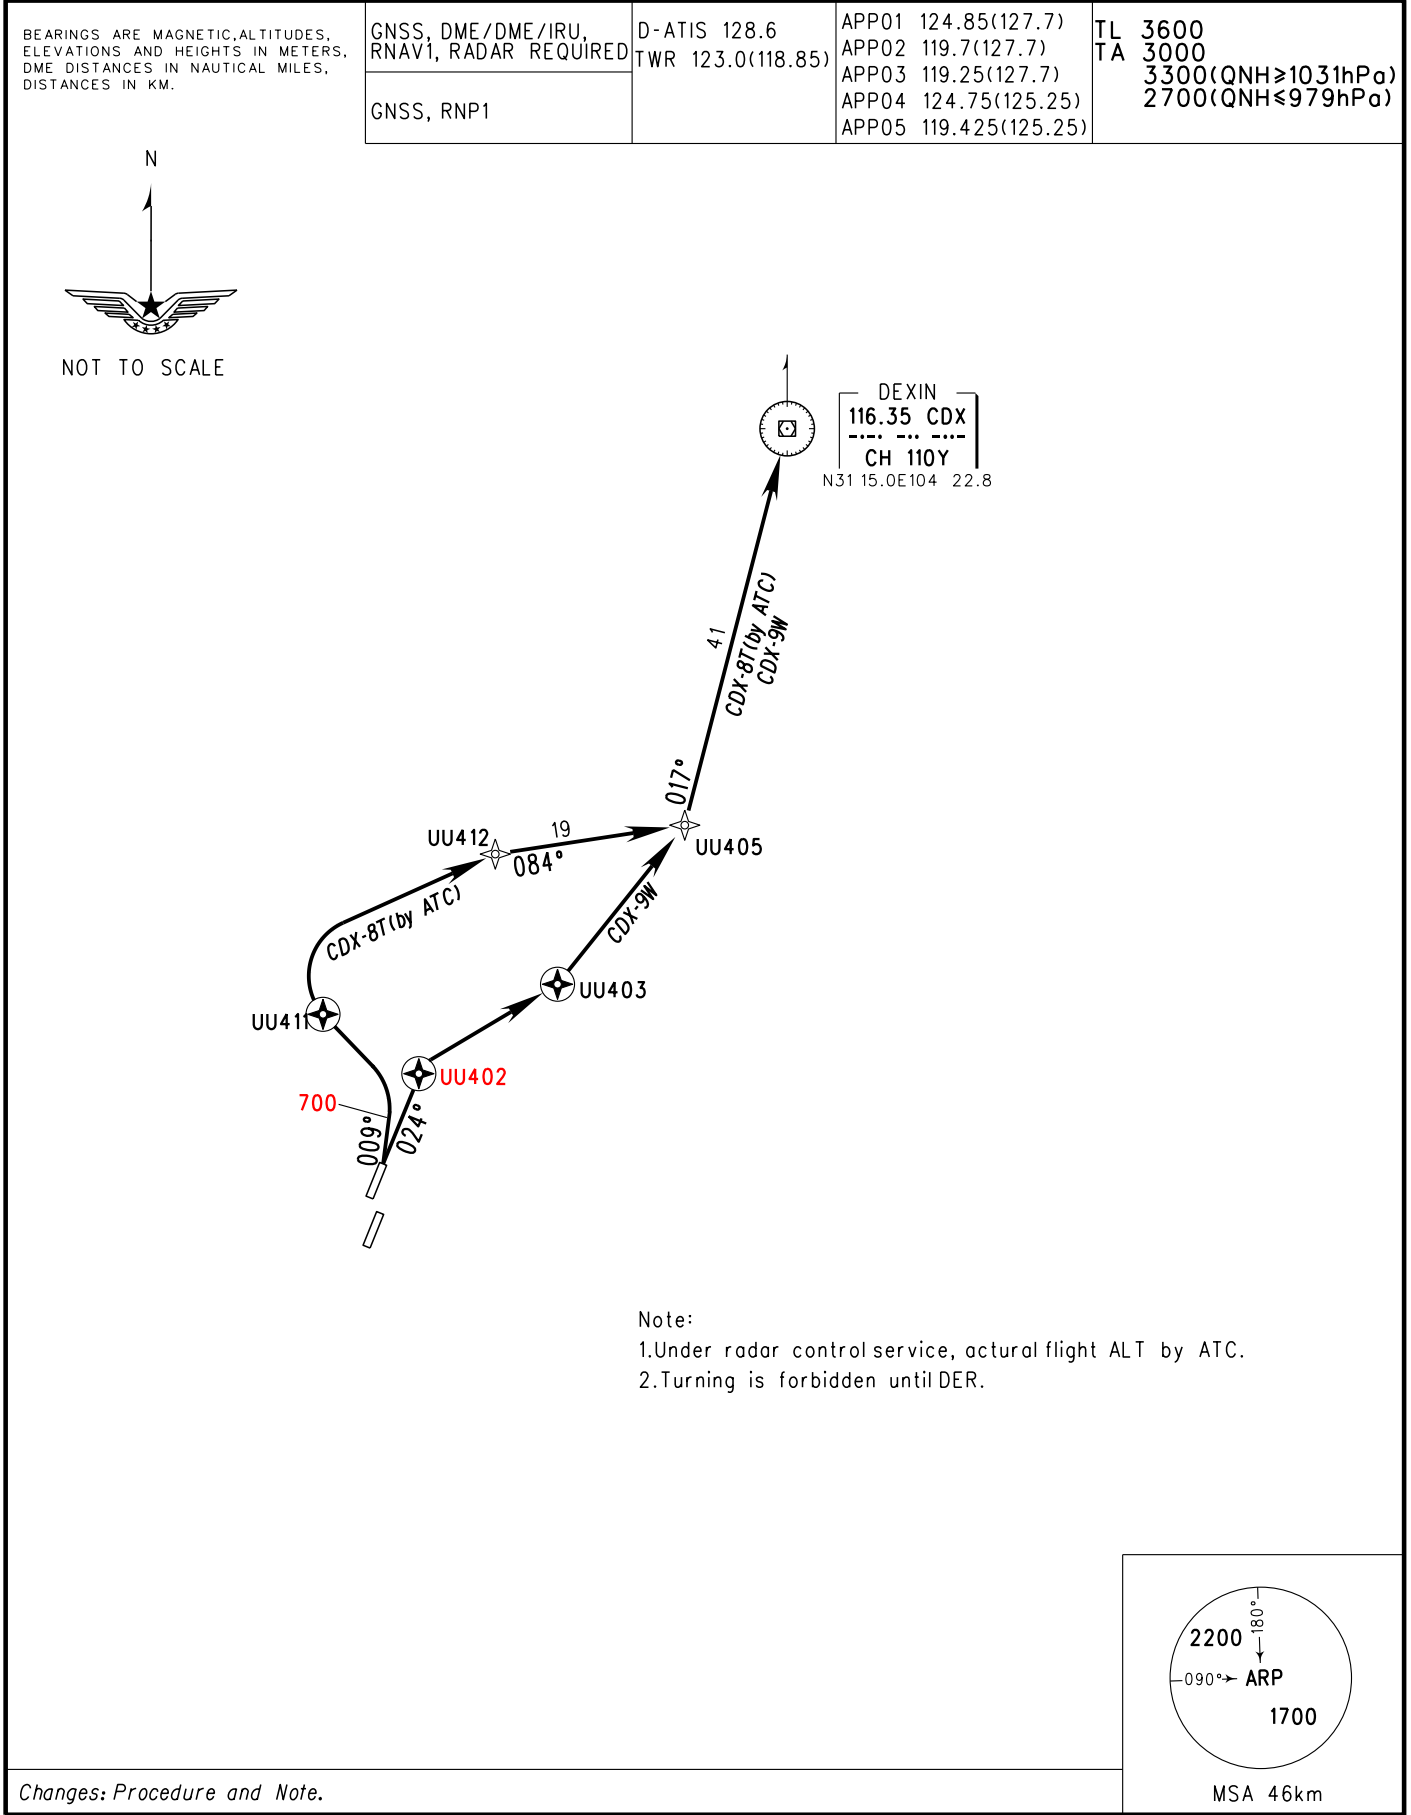 BEARINGS ARE MAGNETIC,ALTITUDES,
ELEVATIONS AND HEIGHTS IN METERS,
DME DISTANCES IN NAUTICAL MILES,
DISTANCES IN KM.
GNSS, DME/DME/IRU,
RNAV1, RADAR REQUIRED
GNSS, RNP1
D-ATIS 128.6
TWR 123.0(118.85)
APP01 124.85(127.7)
APP02 119.7(127.7)
APP03 119.25(127.7)
APP04 124.75(125.25)
APP05 119.425(125.25)
TL 3600
TA 3000
3300(QNH≥1031hPa)
2700(QNH≤979hPa)
N
NOT TO SCALE
DEXIN
116.35 CDX
CH 110Y
N31 15.0E104 22.8
41
CDX-8T(by ATC)
CDX-9W
017°
UU412
19
084°
UU405
CDX-8T(by ATC)
CDX-9W
UU403
UU411
UU402
700
009°
024°
Note:
1.Under radar control service, actural flight ALT by ATC.
2.Turning is forbidden until DER.
2200
180°
090°
ARP
1700
MSA 46km
Changes: Procedure and Note.